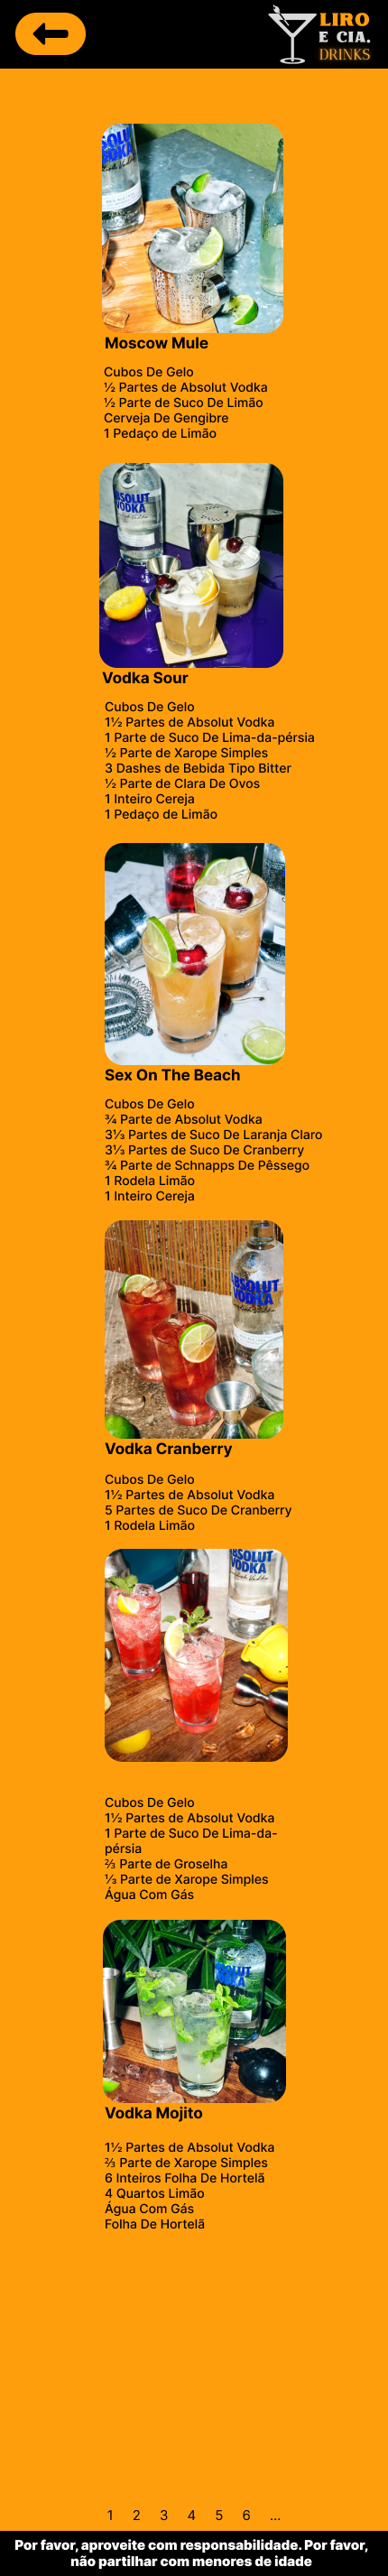 LIRO
E CIA.
DRINKS
ABSOLUT
VODKA
Moscow Mule
Cubos De Gelo
½ Partes de Absolut Vodka
½ Parte de Suco De Limão
Cerveja De Gengibre
1 Pedaço de Limão
ABSOLUT
VODKA
Vodka Sour
Cubos De Gelo
1½ Partes de Absolut Vodka
1 Parte de Suco De Lima-da-pérsia
½ Parte de Xarope Simples
3 Dashes de Bebida Tipo Bitter
½ Parte de Clara De Ovos
1 Inteiro Cereja
1 Pedaço de Limão
Sex On The Beach
Cubos De Gelo
¾ Parte de Absolut Vodka
3⅓ Partes de Suco De Laranja Claro
3⅓ Partes de Suco De Cranberry
¾ Parte de Schnapps De Pêssego
1 Rodela Limão
1 Inteiro Cereja
ABSOLUT
VODKA
Vodka Cranberry
Cubos De Gelo
1½ Partes de Absolut Vodka
5 Partes de Suco De Cranberry
1 Rodela Limão
ABSOLUT
VODKA
Cubos De Gelo
1½ Partes de Absolut Vodka
1 Parte de Suco De Lima-da-
pérsia
⅔ Parte de Groselha
⅓ Parte de Xarope Simples
Água Com Gás
ABSOLUT
VODKA
Vodka Mojito
1½ Partes de Absolut Vodka
⅔ Parte de Xarope Simples
6 Inteiros Folha De Hortelã
4 Quartos Limão
Água Com Gás
Folha De Hortelã
1 2 3 4 5 6 ...
Por favor, aproveite com responsabilidade. Por favor,
não partilhar com menores de idade